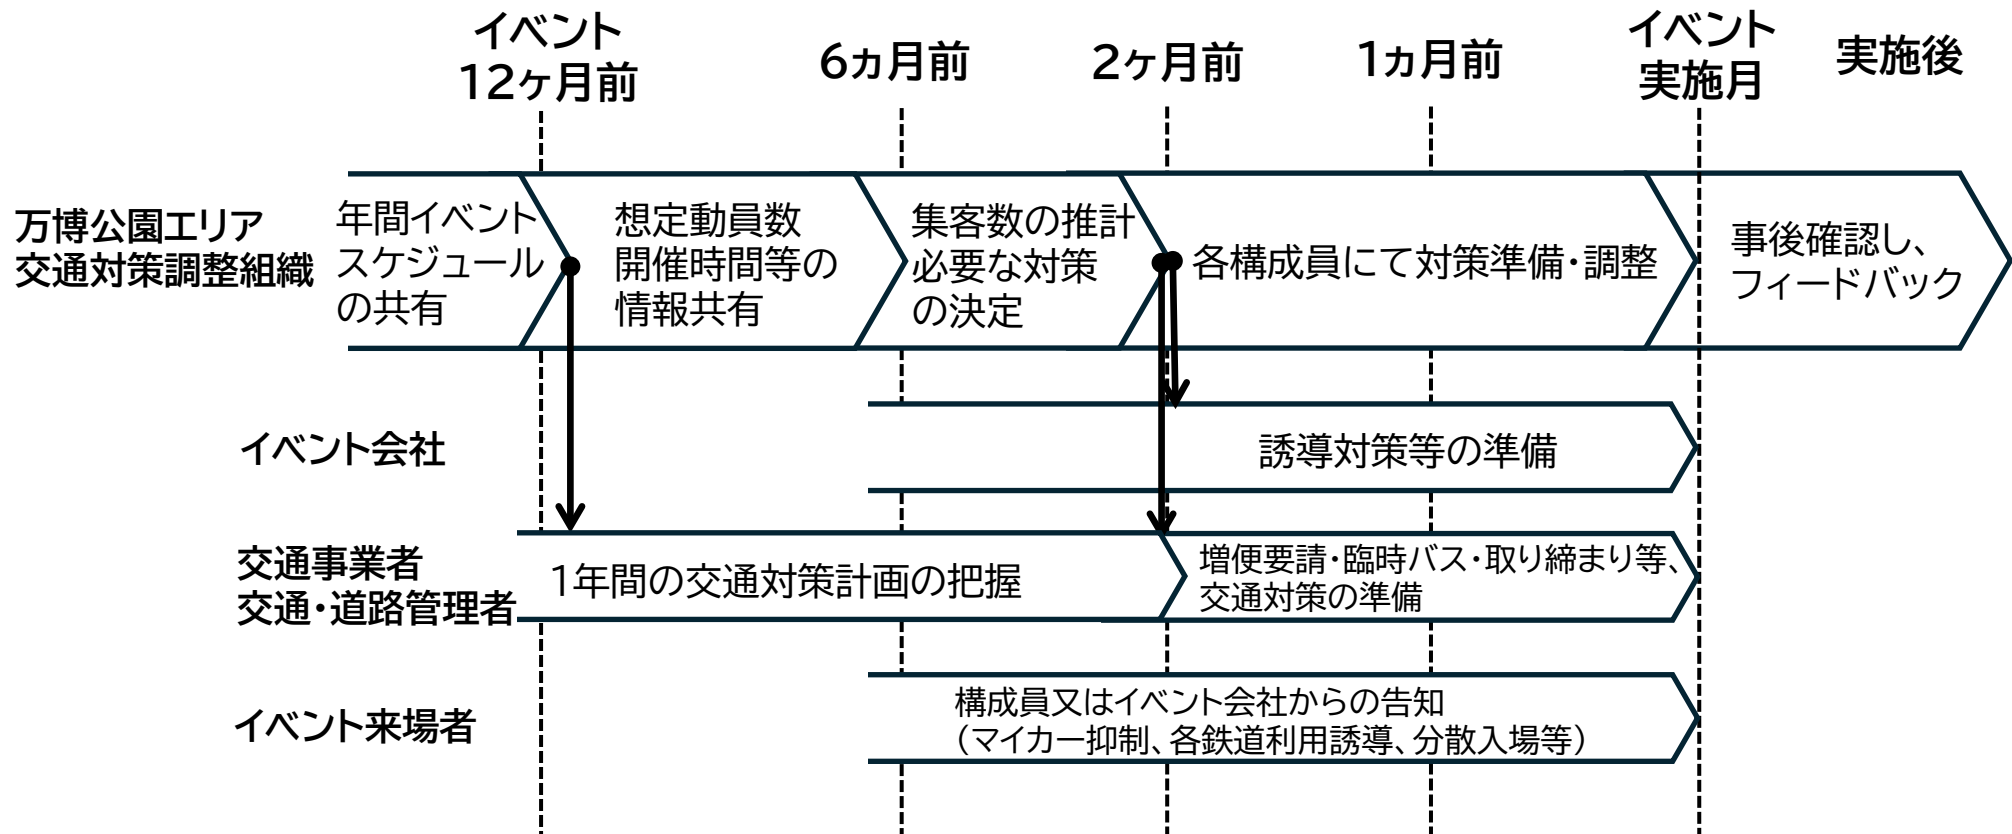 イベント
12ヶ月前
6カ月前
2ヶ月前
1カ月前
イベント
実施月
実施後
万博公園エリア
交通対策調整組織
年間イベント
スケジュール
の共有
想定動員数
開催時間等の
情報共有
集客数の推計
必要な対策
の決定
各構成員にて対策準備・調整
事後確認し、
フィードバック
イベント会社
誘導対策等の準備
交通事業者
交通・道路管理者
1年間の交通対策計画の把握
増便要請・臨時バス・取り締まり等、
交通対策の準備
イベント来場者
構成員又はイベント会社からの告知
（マイカー抑制、各鉄道利用誘導、分散入場等）